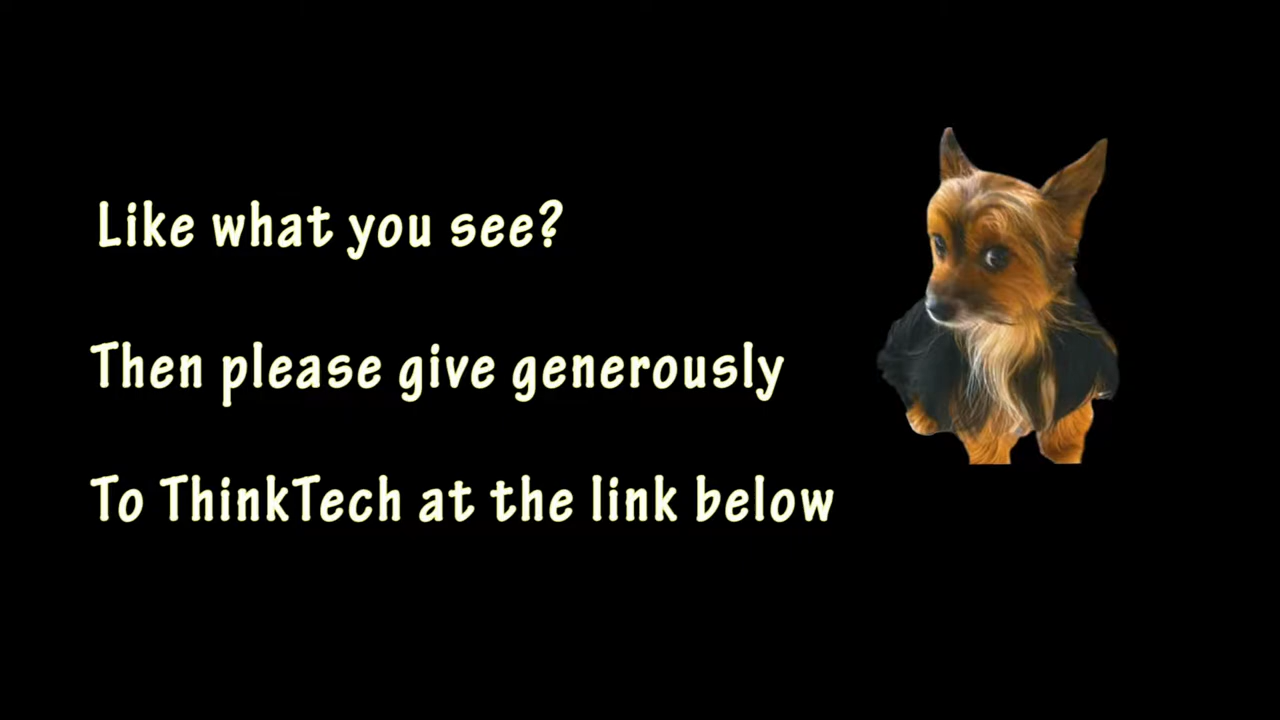 Like what you see?
Then please give generously
To ThinkTech at the link below